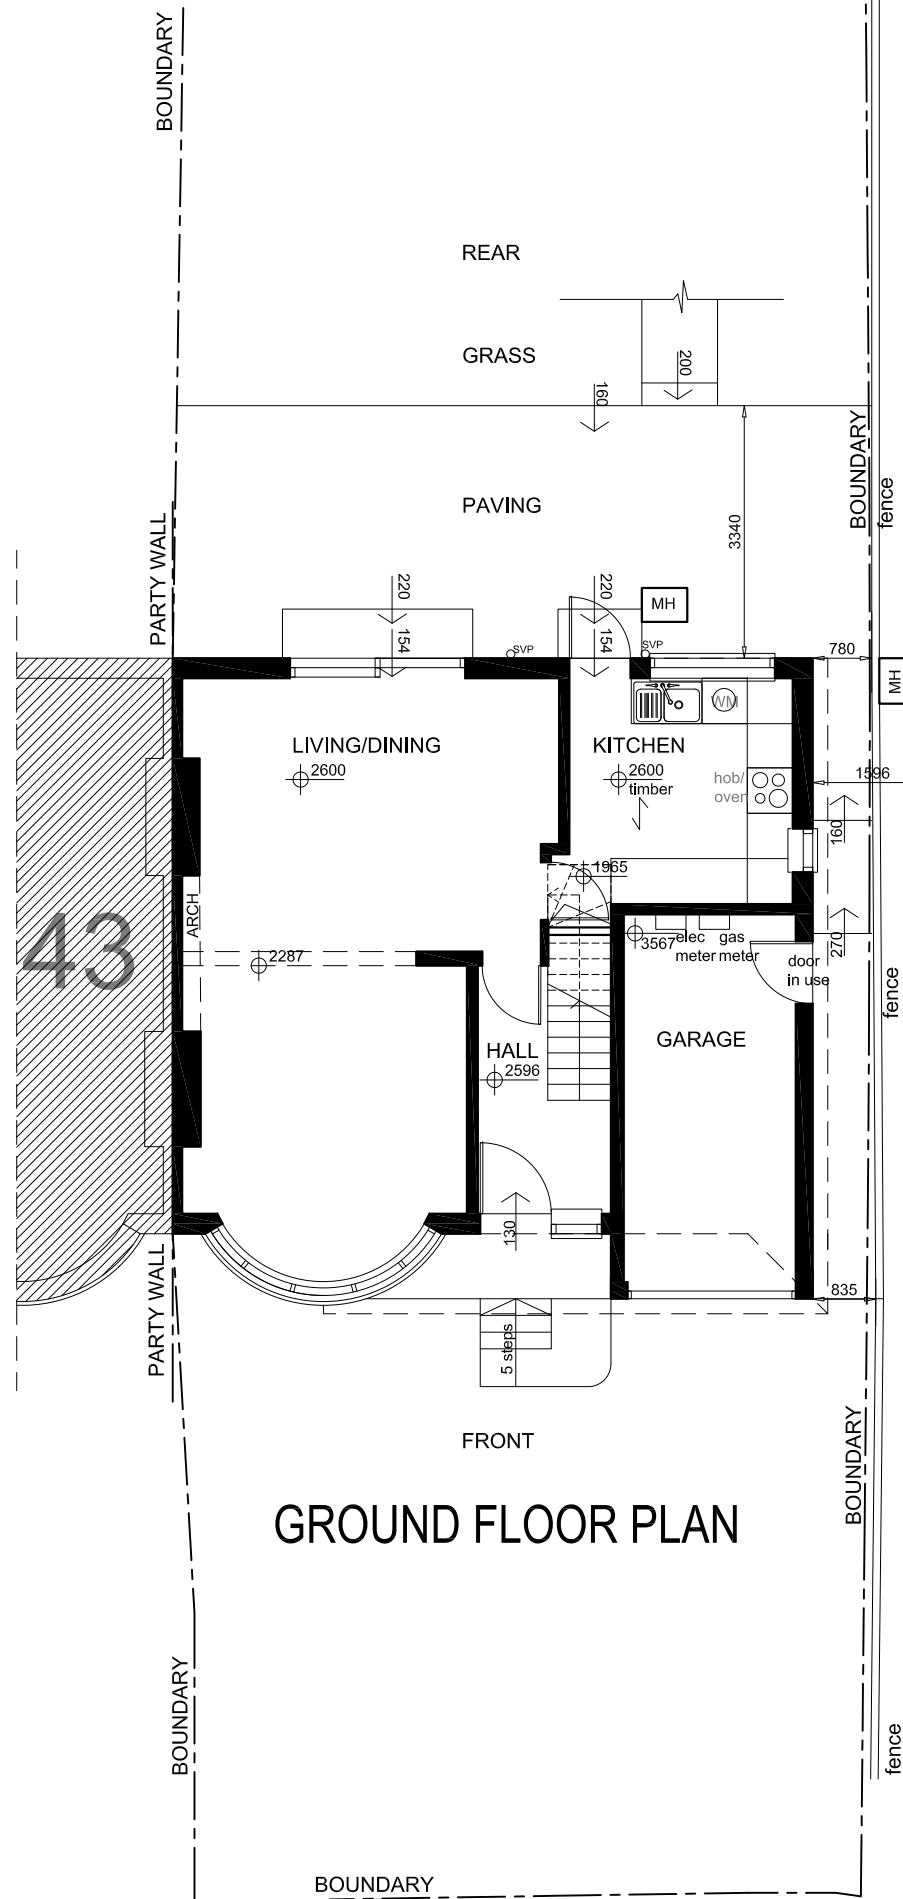 BOUNDARY
REAR
GRASS
200
160
BOUNDARY
fence
PAVING
3340
PARTY WALL
220
220
MH
154
SVP
154
SVP
780
MH
WM
LIVING/DINING
2600
KITCHEN
2600
timber
hob/
oven
1596
160
1965
ARCH
43
2287
3567
elec
meter
gas
meter
270
door
in use
fence
GARAGE
HALL
2596
130
835
PARTY WALL
5 steps
FRONT
BOUNDARY
GROUND FLOOR PLAN
BOUNDARY
fence
BOUNDARY